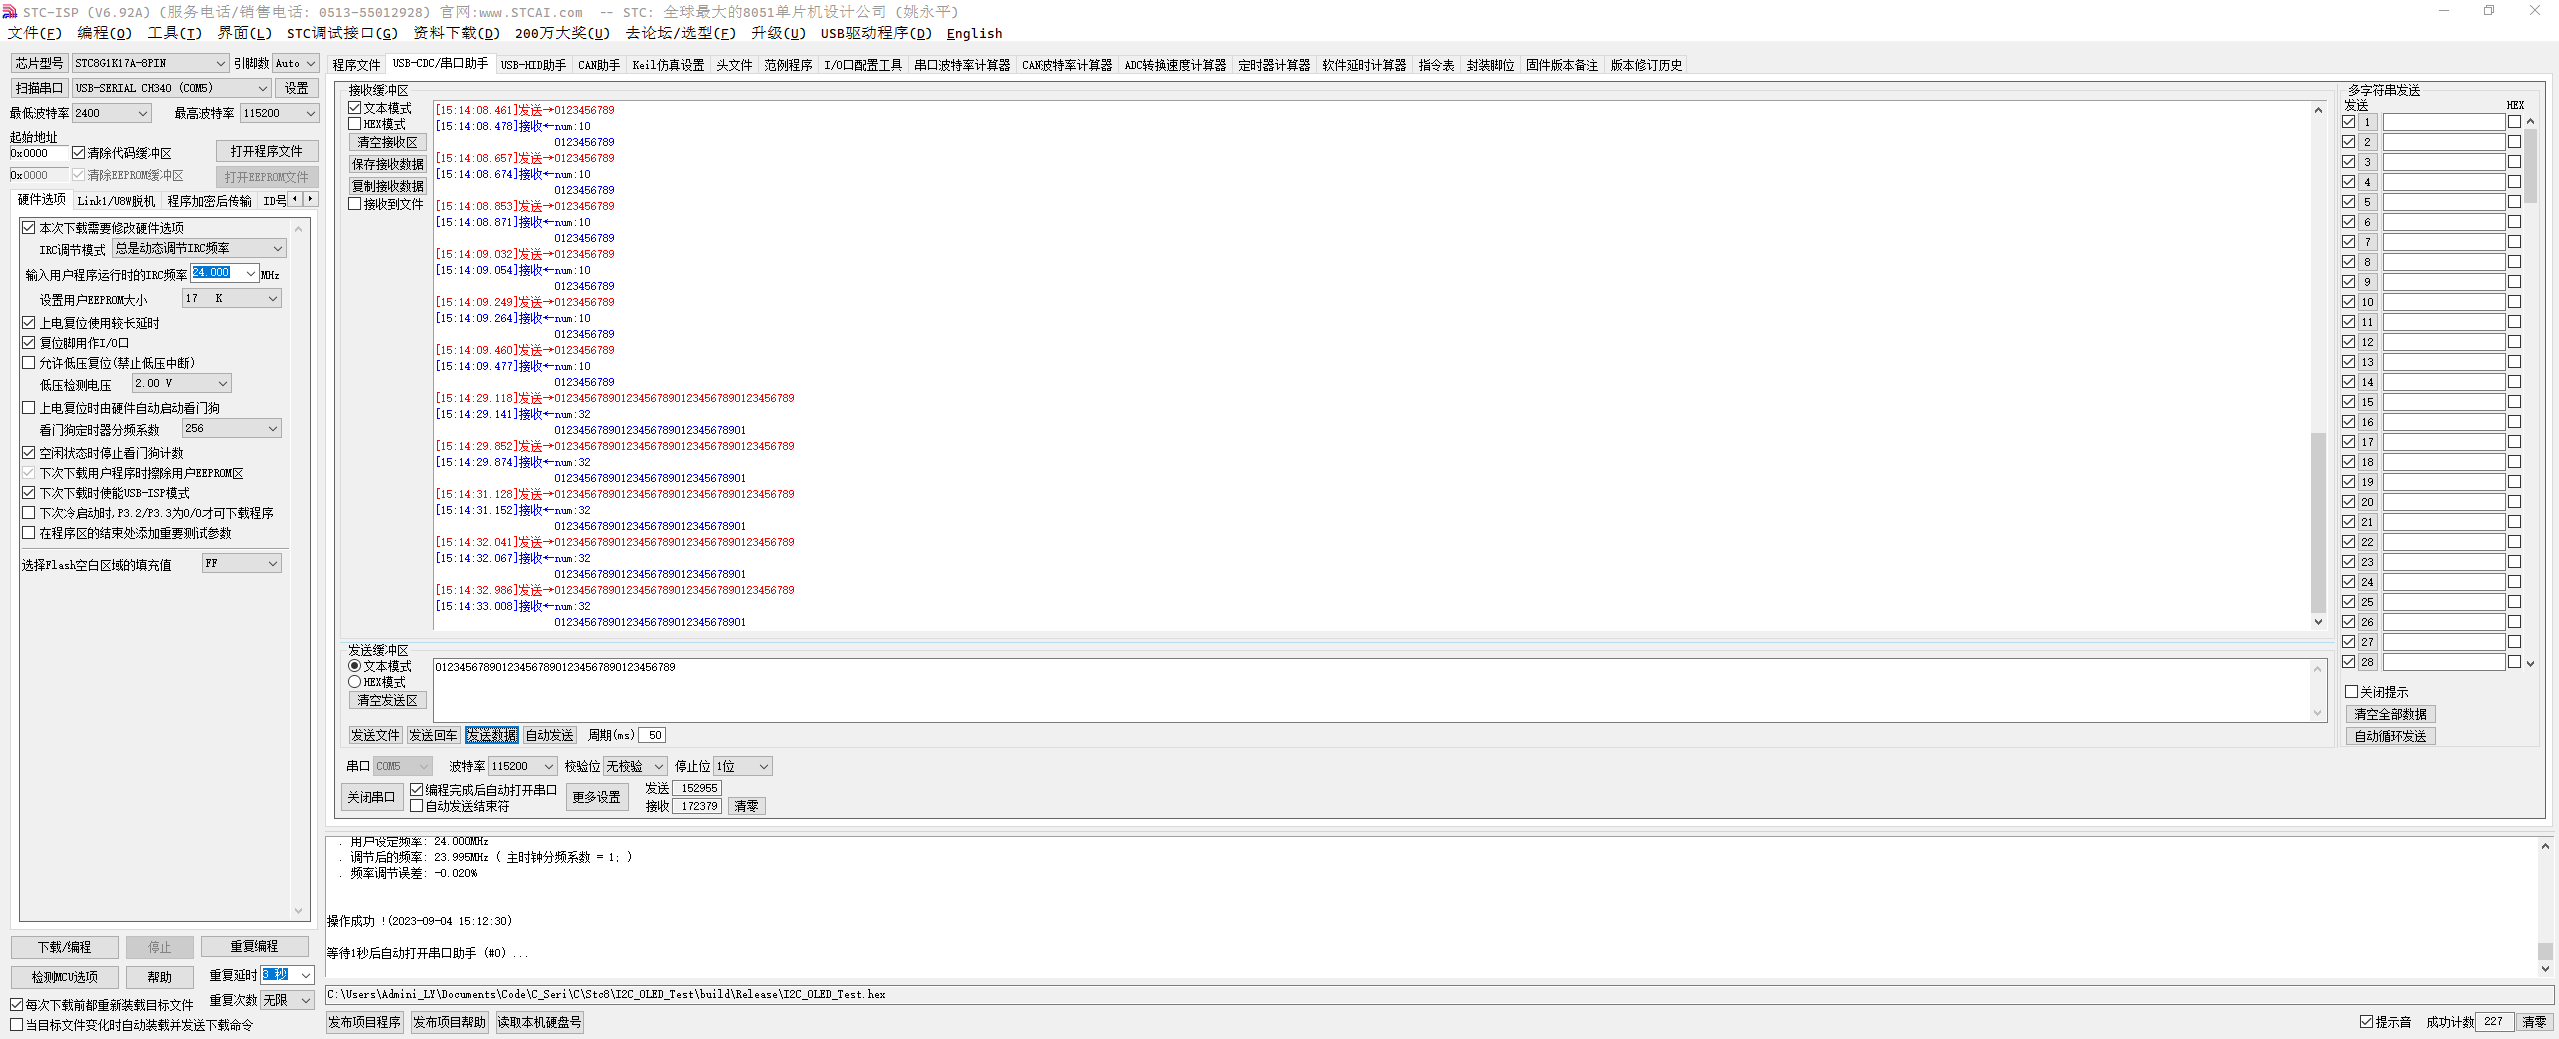 STC-ISP (V6.92A) (服务电话/销售电话: 0513-55012928) 官网:www.STCAI.com  -- STC: 全球最大的8051单片机设计公司 (姚永平)
文件(F) 编程(O) 工具(T) 界面(L) STC调试接口(G) 资料下载(D) 200万大奖(U) 去论坛/选型(F) 升级(U) USB驱动程序(D) English
芯片型号 STC8G1K17A-8PIN 引脚数 Auto
扫描串口 USB-SERIAL CH340 (COM5) 设置
最低波特率 2400 最高波特率 115200
起始地址
0x0000 清除代码缓冲区 打开程序文件
0x0000 清除EEPROM缓冲区 打开EEPROM文件
硬件选项 Link1/U8W脱机 程序加密后传输 ID号
本次下载需要修改硬件选项
IRC调节模式 总是动态调节IRC频率
输入用户程序运行时的IRC频率 24.000 MHz
设置用户EEPROM大小 17 K
上电复位使用较长延时
复位脚用作I/O口
允许低压复位(禁止低压中断)
低压检测电压 2.00 V
上电复位时由硬件自动启动看门狗
看门狗定时器分频系数 256
空闲状态时停止看门狗计数
下次下载用户程序时擦除用户EEPROM区
下次下载时使能USB-ISP模式
下次冷启动时,P3.2/P3.3为0/0才可下载程序
在程序区的结束处添加重要测试参数
选择Flash空白区域的填充值 FF
下载/编程 停止 重复编程
检测MCU选项 帮助 重复延时 3 秒
每次下载前都重新装载目标文件 重复次数 无限
当目标文件变化时自动装载并发送下载命令
程序文件 USB-CDC/串口助手 USB-HID助手 CAN助手 Keil仿真设置 头文件 范例程序 I/O口配置工具 串口波特率计算器 CAN波特率计算器 ADC转换速度计算器 定时器计算器 软件延时计算器 指令表 封装脚位 固件版本备注 版本修订历史
接收缓冲区
文本模式
HEX模式
清空接收区
保存接收数据
复制接收数据
接收到文件
[15:14:08.461]发送→0123456789
[15:14:08.478]接收←num:10
0123456789
[15:14:08.657]发送→0123456789
[15:14:08.674]接收←num:10
0123456789
[15:14:08.853]发送→0123456789
[15:14:08.871]接收←num:10
0123456789
[15:14:09.032]发送→0123456789
[15:14:09.054]接收←num:10
0123456789
[15:14:09.249]发送→0123456789
[15:14:09.264]接收←num:10
0123456789
[15:14:09.460]发送→0123456789
[15:14:09.477]接收←num:10
0123456789
[15:14:29.118]发送→0123456789012345678901234567890123456789
[15:14:29.141]接收←num:32
01234567890123456789012345678901
[15:14:29.852]发送→0123456789012345678901234567890123456789
[15:14:29.874]接收←num:32
01234567890123456789012345678901
[15:14:31.128]发送→0123456789012345678901234567890123456789
[15:14:31.152]接收←num:32
01234567890123456789012345678901
[15:14:32.041]发送→0123456789012345678901234567890123456789
[15:14:32.067]接收←num:32
01234567890123456789012345678901
[15:14:32.986]发送→0123456789012345678901234567890123456789
[15:14:33.008]接收←num:32
01234567890123456789012345678901
发送缓冲区
文本模式
HEX模式
清空发送区
0123456789012345678901234567890123456789
发送文件 发送回车 发送数据 自动发送 周期(ms) 50
串口 COM5 波特率 115200 校验位 无校验 停止位 1位
关闭串口 编程完成后自动打开串口 更多设置 发送 152955
自动发送结束符 接收 172379 清零
多字符串发送
发送 HEX
1
2
3
4
5
6
7
8
9
10
11
12
13
14
15
16
17
18
19
20
21
22
23
24
25
26
27
28
关闭提示
清空全部数据
自动循环发送
. 用户设定频率: 24.000MHz
. 调节后的频率: 23.995MHz ( 主时钟分频系数 = 1; )
. 频率调节误差: -0.020%
操作成功 !(2023-09-04 15:12:30)
等待1秒后自动打开串口助手 (#0) ...
C:\Users\Admini_LY\Documents\Code\C_Seri\C\Stc8\I2C_OLED_Test\build\Release\I2C_OLED_Test.hex
发布项目程序 发布项目帮助 读取本机硬盘号 提示音 成功计数 227 清零